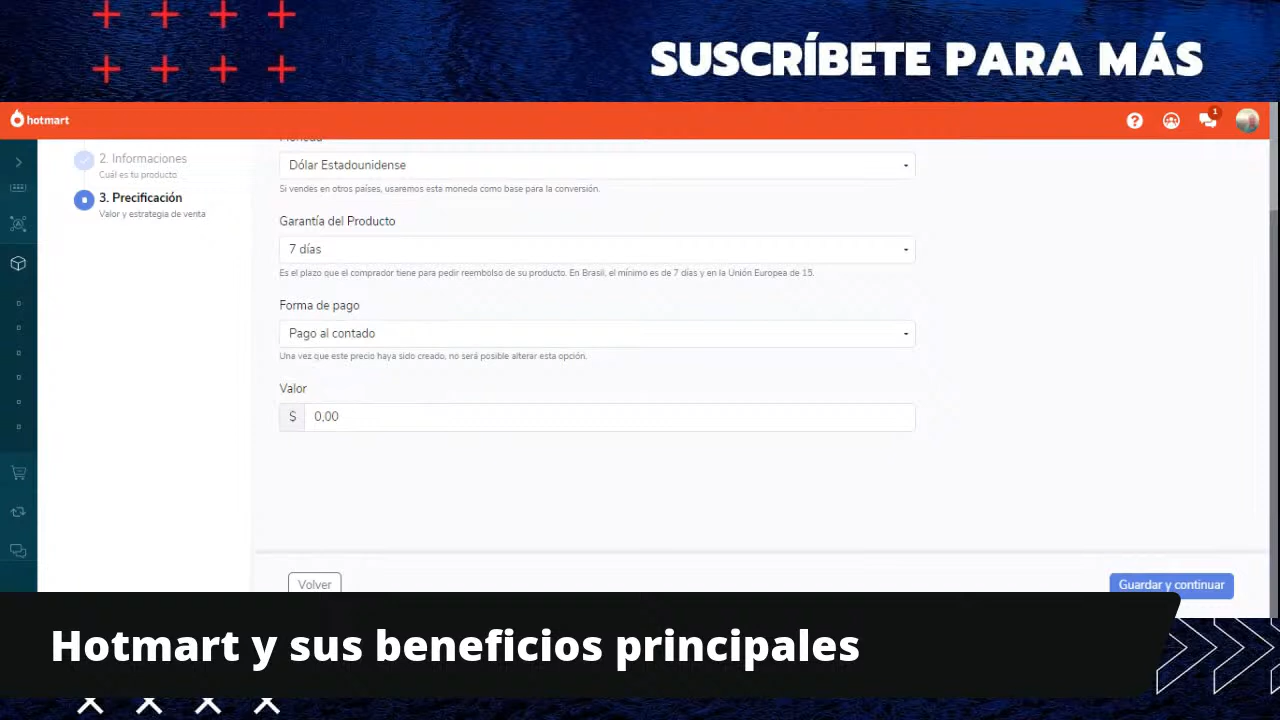 SUSCRÍBETE PARA MÁS
hotmart
1
2. Informaciones
Cuál es tu producto
3. Precificación
Valor y estrategia de venta
Dólar Estadounidense
Si vendes en otros países, usaremos esta moneda como base para la conversión.
Garantía del Producto
7 días
Es el plazo que el comprador tiene para pedir reembolso de su producto. En Brasil, el mínimo es de 7 días y en la Unión Europea de 15.
Forma de pago
Pago al contado
Una vez que este precio haya sido creado, no será posible alterar esta opción.
Valor
$ 0,00
Volver
Guardar y continuar
Hotmart y sus beneficios principales